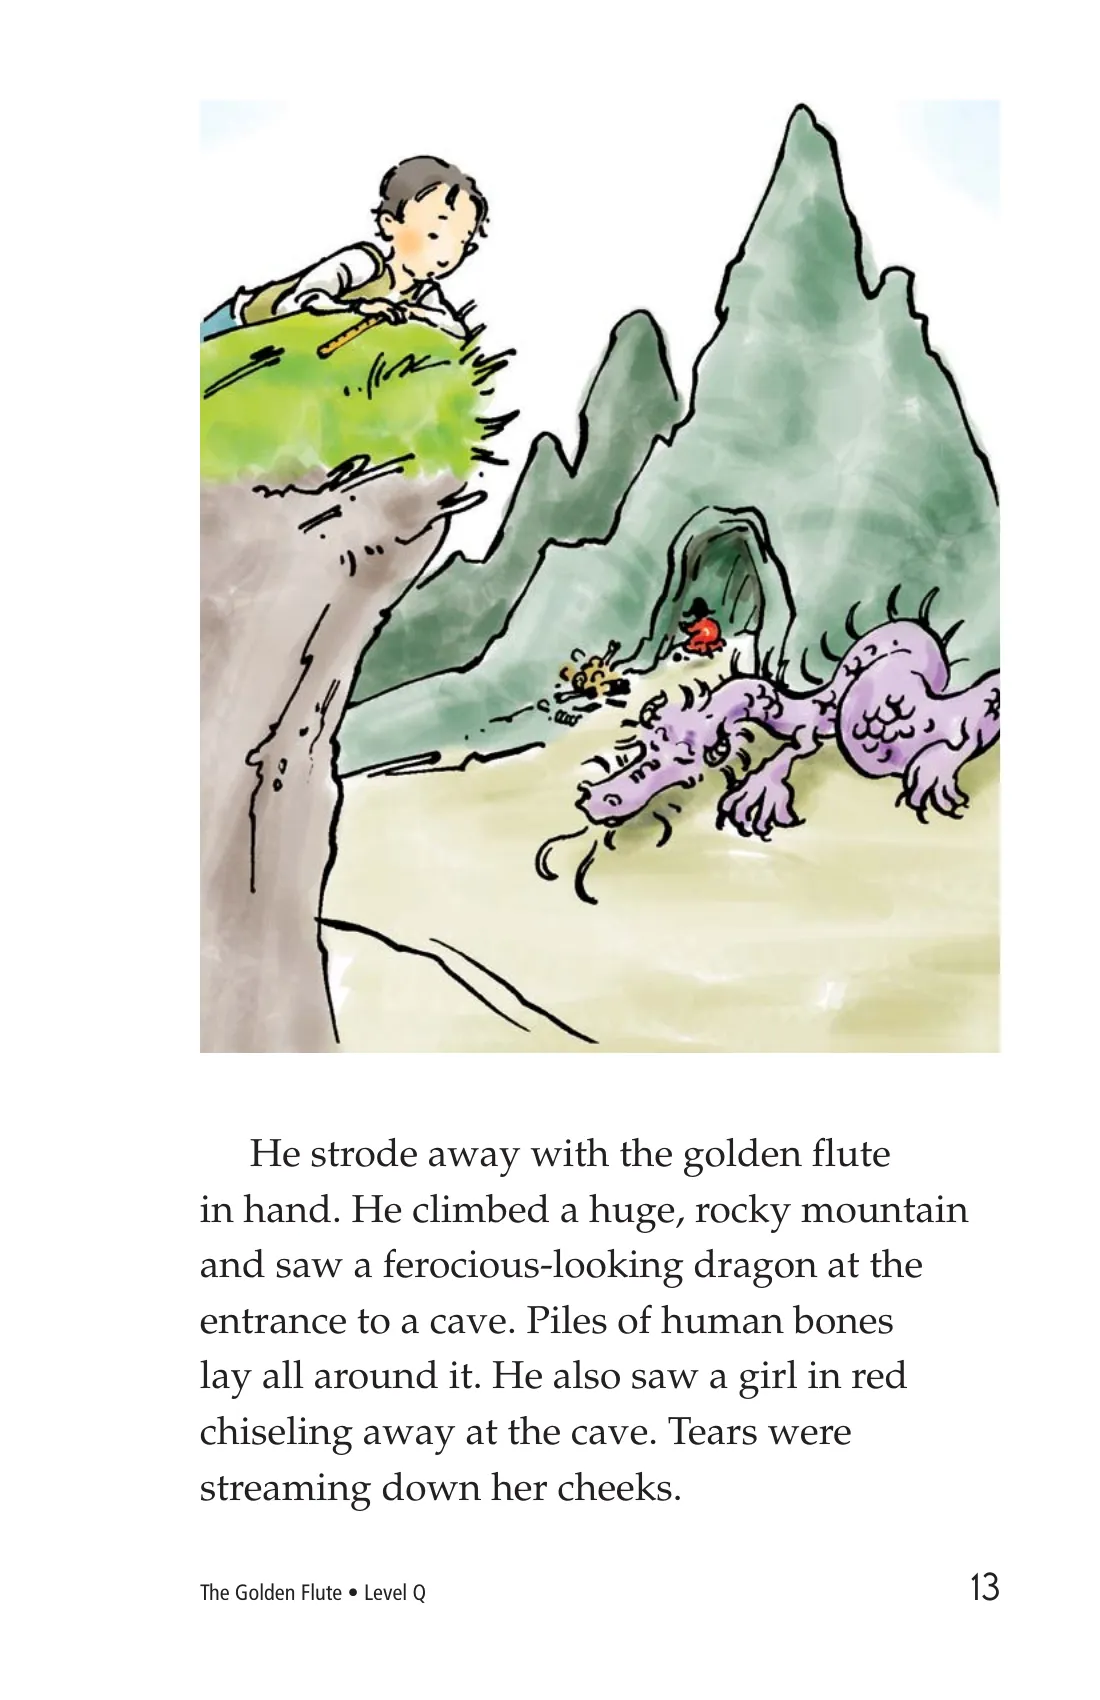 He strode away with the golden flute
in hand. He climbed a huge, rocky mountain
and saw a ferocious-looking dragon at the
entrance to a cave. Piles of human bones
lay all around it. He also saw a girl in red
chiseling away at the cave. Tears were
streaming down her cheeks.
The Golden Flute • Level Q
13